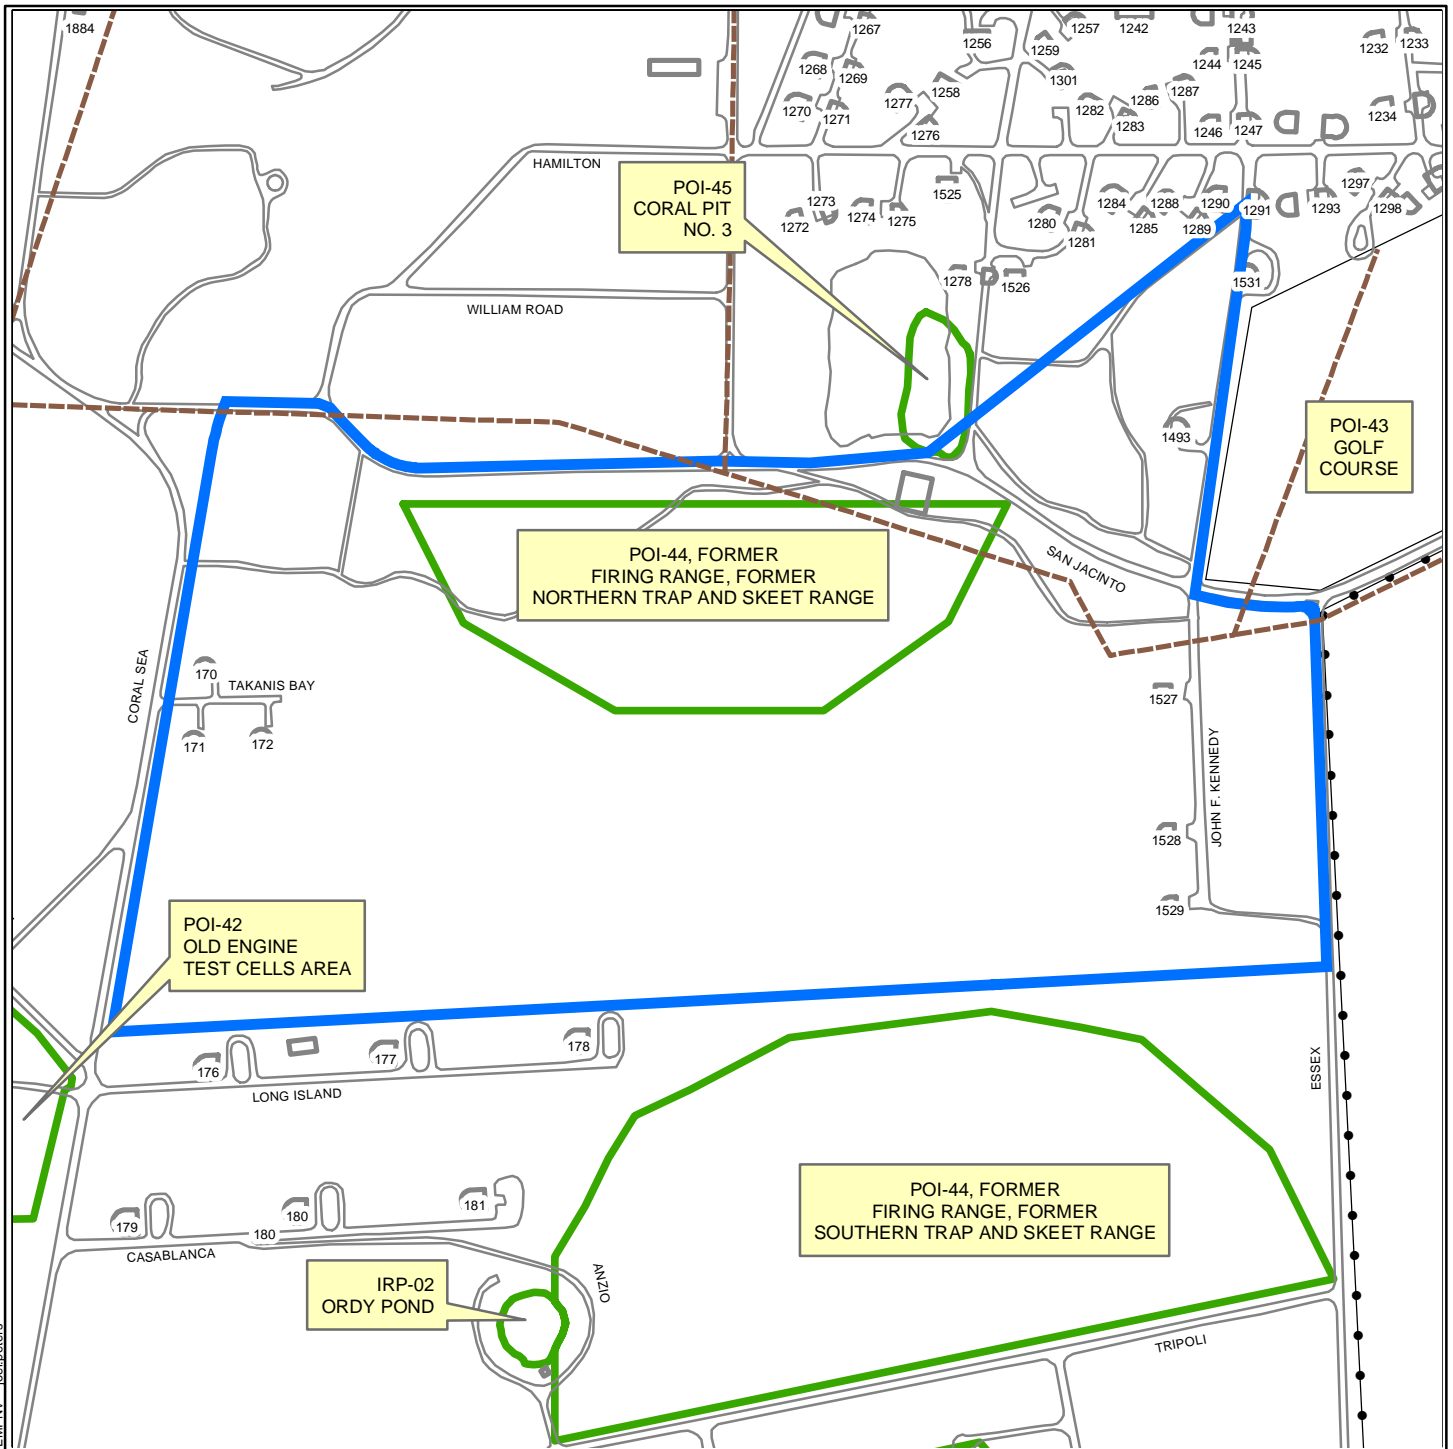 1884
1267
1256
1257
1242
1243
1259
1232
1233
1268
1269
1244
1245
1301
1258
1277
1287
1286
1270
1271
1282
1283
1234
1276
1246
1247
HAMILTON
POI-45
CORAL PIT
NO. 3
1525
1297
1273
1272
1274
1275
1284
1288
1290
1291
1293
1298
1280
1285
1289
1281
1278
1526
1531
WILLIAM ROAD
1493
POI-43
GOLF
COURSE
POI-44, FORMER
FIRING RANGE, FORMER
NORTHERN TRAP AND SKEET RANGE
SAN JACINTO
CORAL SEA
170
TAKANIS BAY
171
172
1527
JOHN F. KENNEDY
1528
1529
POI-42
OLD ENGINE
TEST CELLS AREA
176
177
178
LONG ISLAND
ESSEX
POI-44, FORMER
FIRING RANGE, FORMER
SOUTHERN TRAP AND SKEET RANGE
179
180
181
180
CASABLANCA
IRP-02
ORDY POND
ANZIO
TRIPOLI